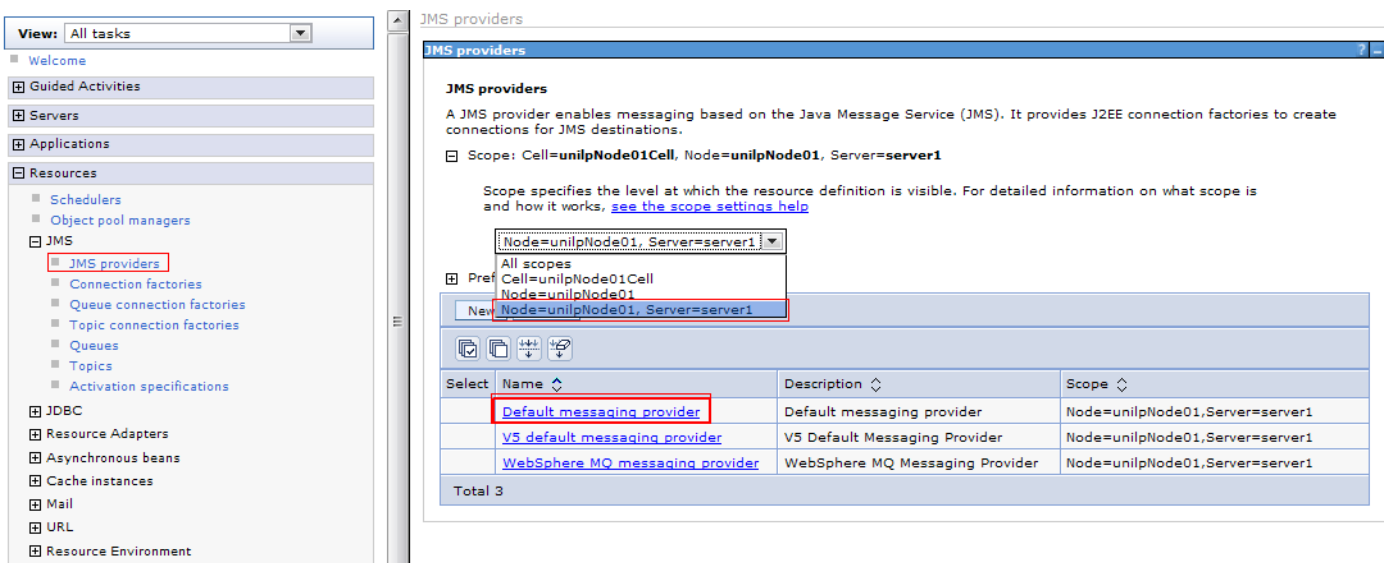 View: All tasks
Welcome
Guided Activities
Servers
Applications
Resources
Schedulers
Object pool managers
JMS
JMS providers
Connection factories
Queue connection factories
Topic connection factories
Queues
Topics
Activation specifications
JDBC
Resource Adapters
Asynchronous beans
Cache instances
Mail
URL
Resource Environment
JMS providers
JMS providers ? _
JMS providers
A JMS provider enables messaging based on the Java Message Service (JMS). It provides J2EE connection factories to create
connections for JMS destinations.
Scope: Cell=unilpNode01Cell, Node=unilpNode01, Server=server1
Scope specifies the level at which the resource definition is visible. For detailed information on what scope is
and how it works, see the scope settings help
Node=unilpNode01, Server=server1
All scopes
Pref Cell=unilpNode01Cell
Node=unilpNode01
New Node=unilpNode01, Server=server1
Select Name Description Scope
Default messaging provider Default messaging provider Node=unilpNode01,Server=server1
V5 default messaging provider V5 Default Messaging Provider Node=unilpNode01,Server=server1
WebSphere MQ messaging provider WebSphere MQ Messaging Provider Node=unilpNode01,Server=server1
Total 3